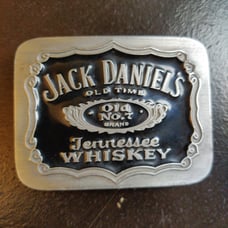 JACK DANIEL'S
OLD TIME
Old
No.7
BRAND
Tennessee
WHISKEY